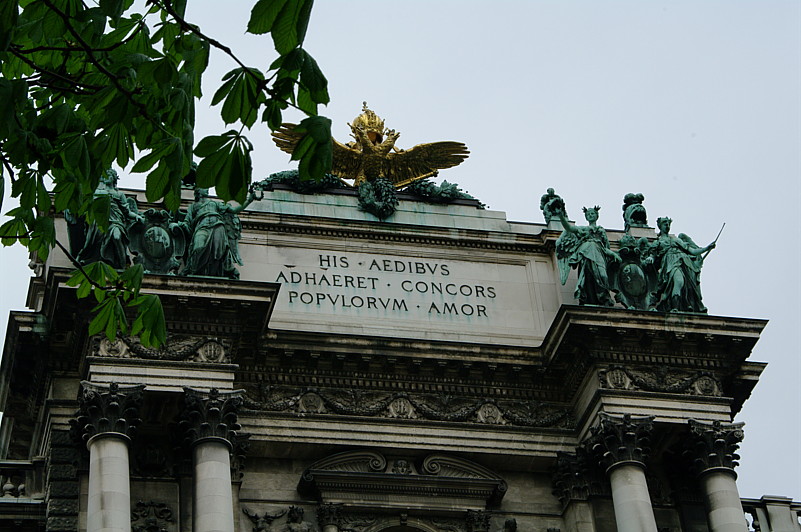 HIS · AEDIBVS
ADHAERET · CONCORS
POPVLORVM · AMOR